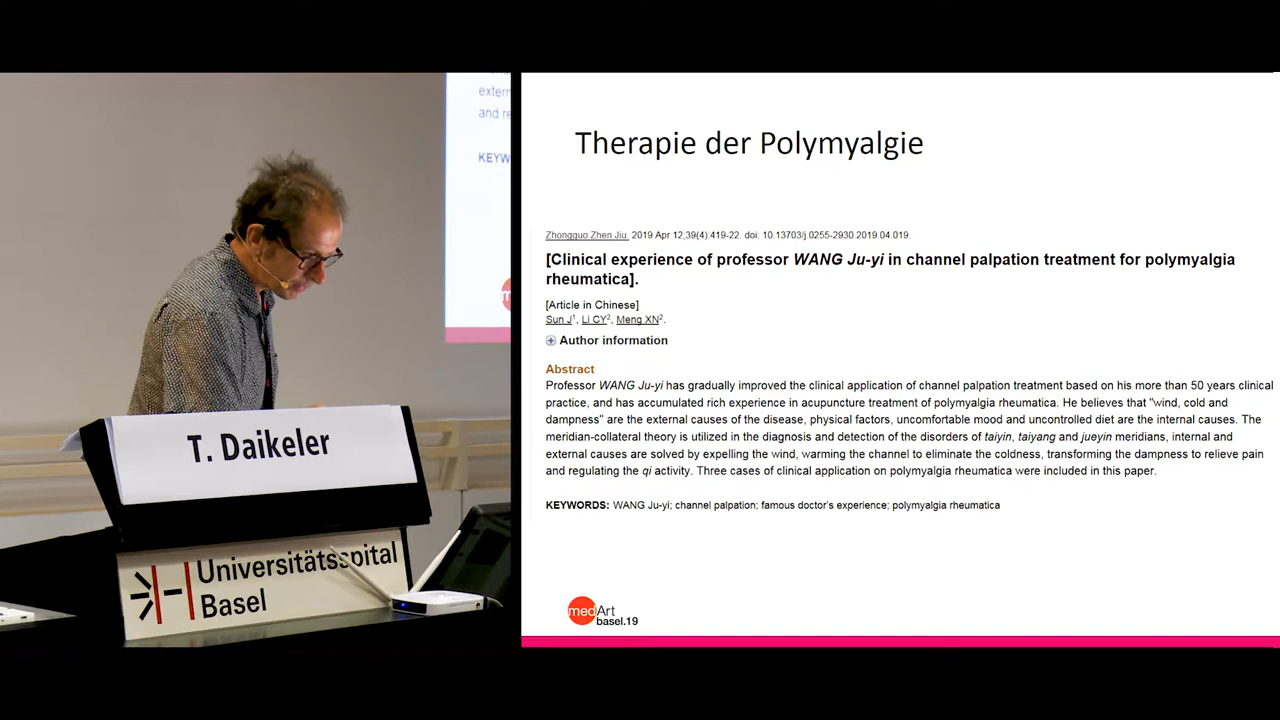 extern
and re
KEYW
T. Daikeler
Universitätsspital
Basel
Therapie der Polymyalgie
Zhongguo Zhen Jiu. 2019 Apr 12;39(4):419-22. doi: 10.13703/j.0255-2930.2019.04.019.
[Clinical experience of professor WANG Ju-yi in channel palpation treatment for polymyalgia
rheumatica].
[Article in Chinese]
Sun J1, Li CY2, Meng XN2.
Author information
Abstract
Professor WANG Ju-yi has gradually improved the clinical application of channel palpation treatment based on his more than 50 years clinical
practice, and has accumulated rich experience in acupuncture treatment of polymyalgia rheumatica. He believes that "wind, cold and
dampness" are the external causes of the disease, physical factors, uncomfortable mood and uncontrolled diet are the internal causes. The
meridian-collateral theory is utilized in the diagnosis and detection of the disorders of taiyin, taiyang and jueyin meridians, internal and
external causes are solved by expelling the wind, warming the channel to eliminate the coldness, transforming the dampness to relieve pain
and regulating the qi activity. Three cases of clinical application on polymyalgia rheumatica were included in this paper.
KEYWORDS: WANG Ju-yi; channel palpation; famous doctor's experience; polymyalgia rheumatica
medArt
basel.19